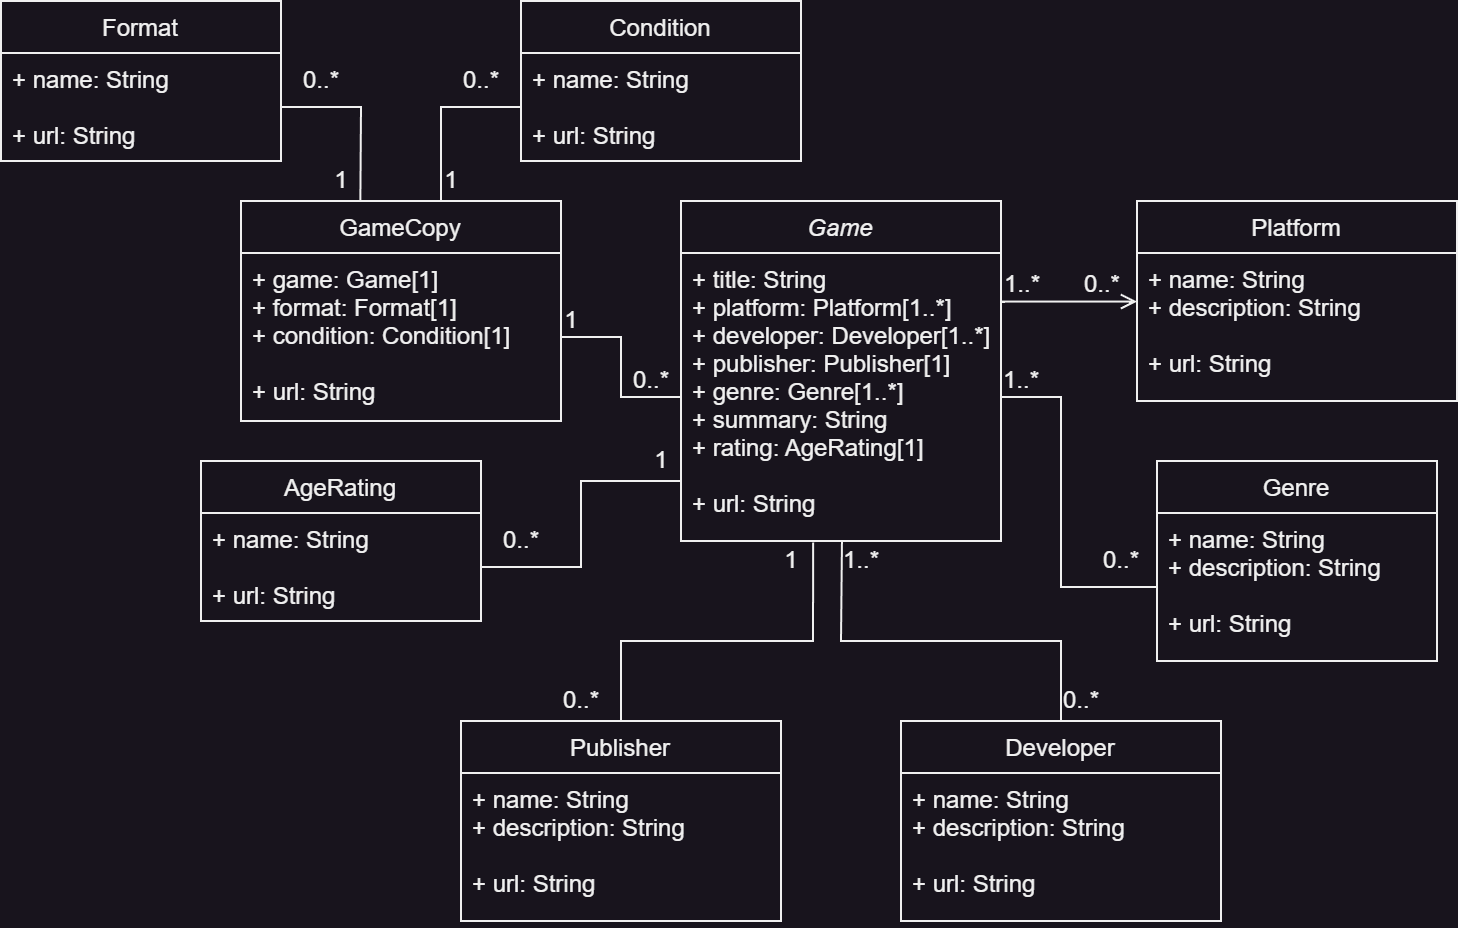 Format
+ name: String
+ url: String
0..*
1
Condition
+ name: String
+ url: String
0..*
1
GameCopy
+ game: Game[1]
+ format: Format[1]
+ condition: Condition[1]
+ url: String
1
0..*
Game
+ title: String
+ platform: Platform[1..*]
+ developer: Developer[1..*]
+ publisher: Publisher[1]
+ genre: Genre[1..*]
+ summary: String
+ rating: AgeRating[1]
+ url: String
1..*
0..*
Platform
+ name: String
+ description: String
+ url: String
1..*
0..*
Genre
+ name: String
+ description: String
+ url: String
AgeRating
+ name: String
+ url: String
0..*
1
1
1..*
0..*
0..*
Publisher
+ name: String
+ description: String
+ url: String
Developer
+ name: String
+ description: String
+ url: String